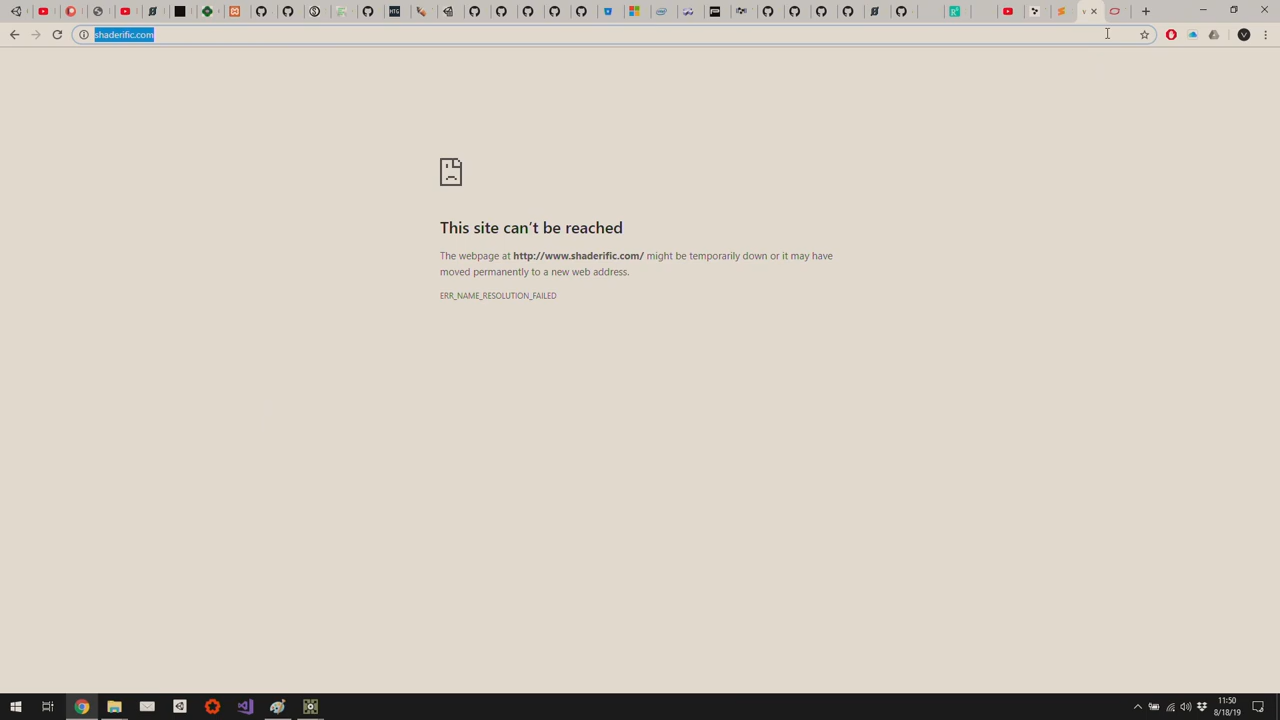 shaderific.com
This site can't be reached
The webpage at http://www.shaderific.com/ might be temporarily down or it may have
moved permanently to a new web address.
ERR_NAME_RESOLUTION_FAILED
V
11:50
8/18/19